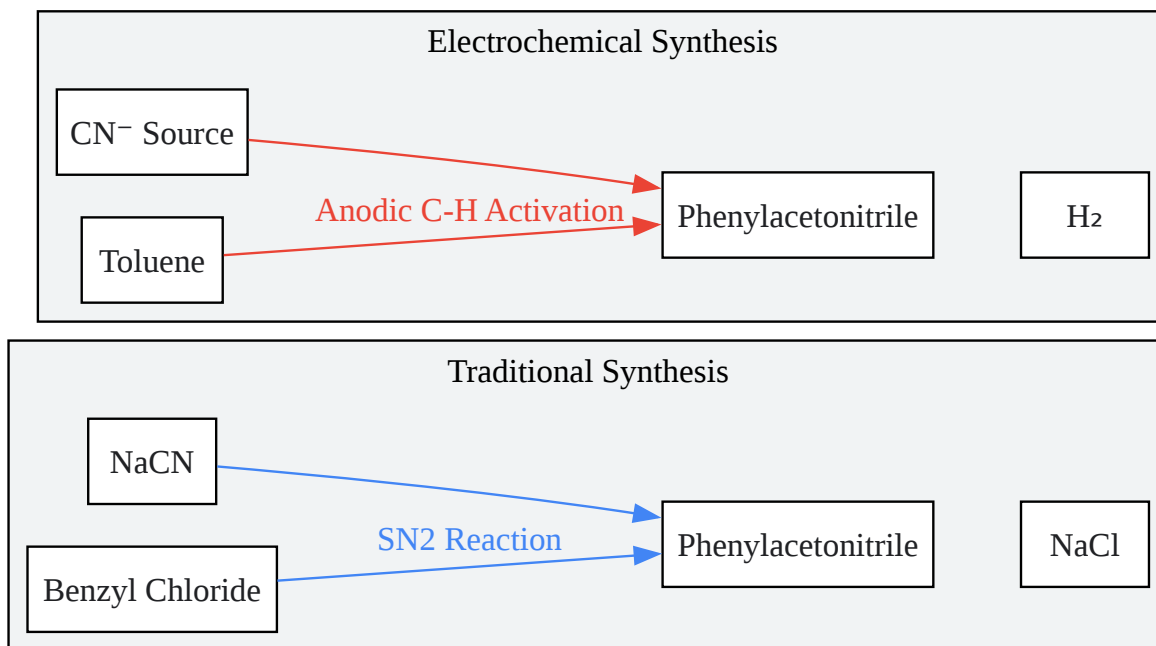 Electrochemical Synthesis
CN⁻ Source
Toluene
Anodic C-H Activation
Phenylacetonitrile
H₂
Traditional Synthesis
NaCN
Benzyl Chloride
SN2 Reaction
Phenylacetonitrile
NaCl